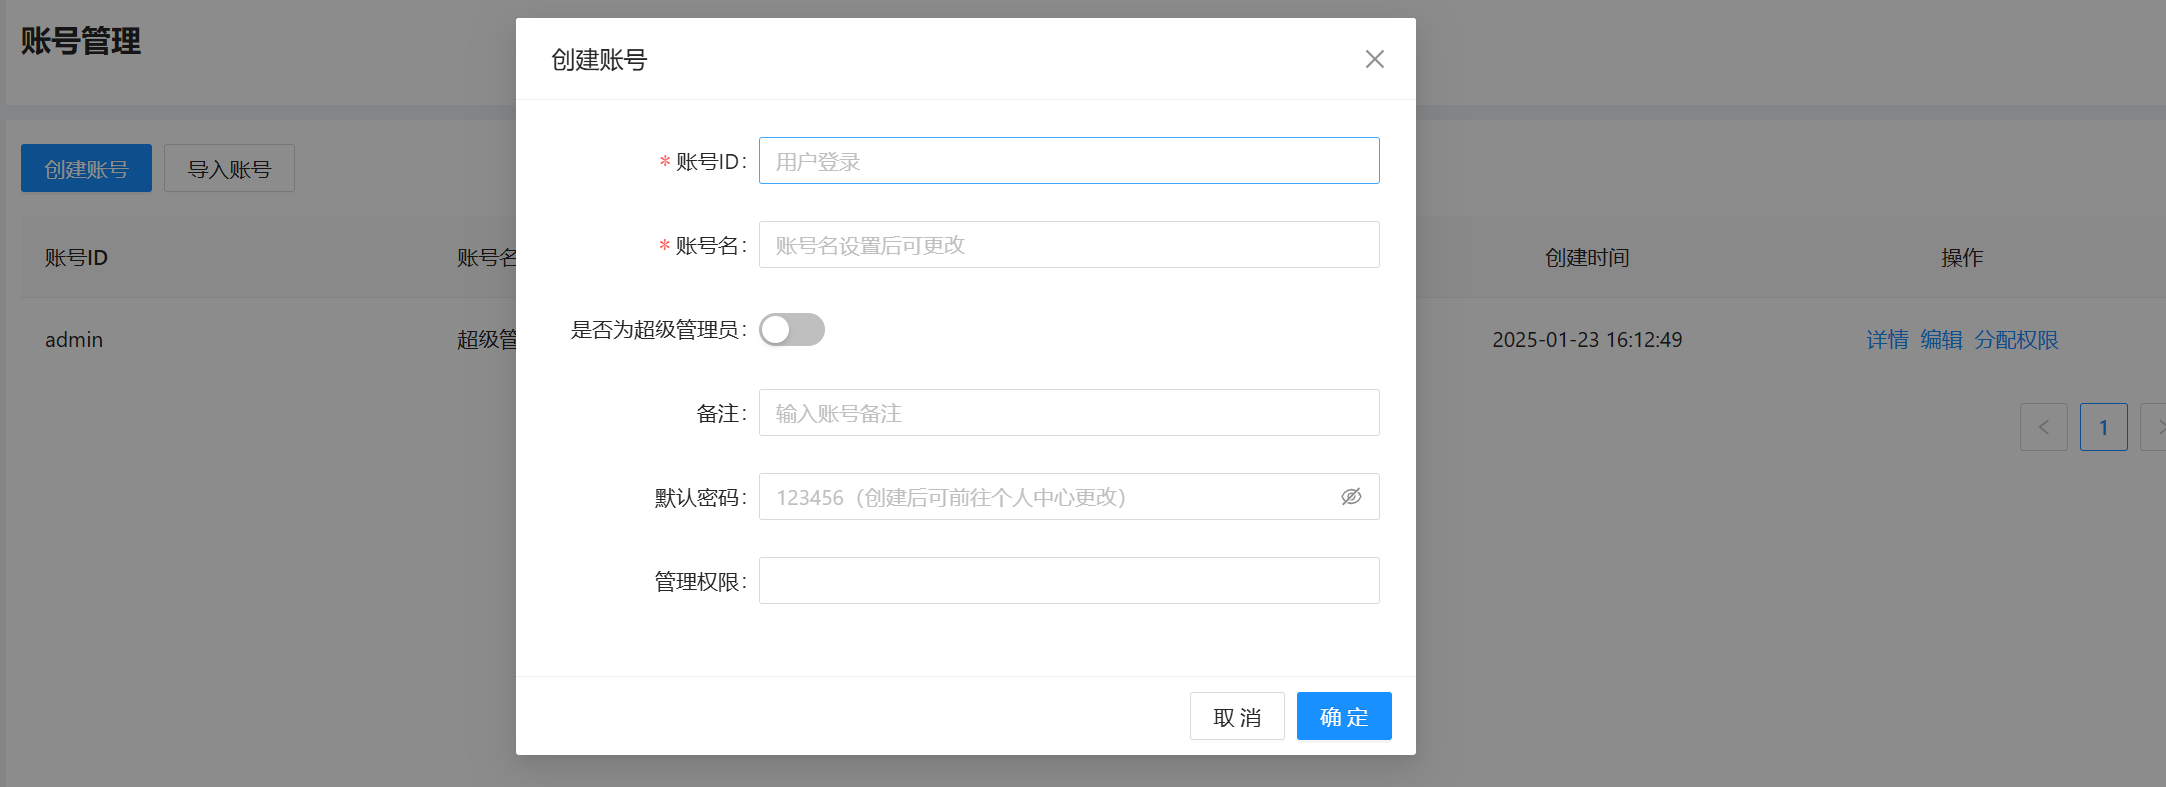 账号管理
创建账号
创建账号 导入账号
* 账号ID: 用户登录
* 账号名: 账号名设置后可更改
账号ID 账号名 创建时间 操作
是否为超级管理员:
admin 超级管 2025-01-23 16:12:49 详情 编辑 分配权限
备注: 输入账号备注
1
默认密码: 123456（创建后可前往个人中心更改）
管理权限:
取 消 确 定